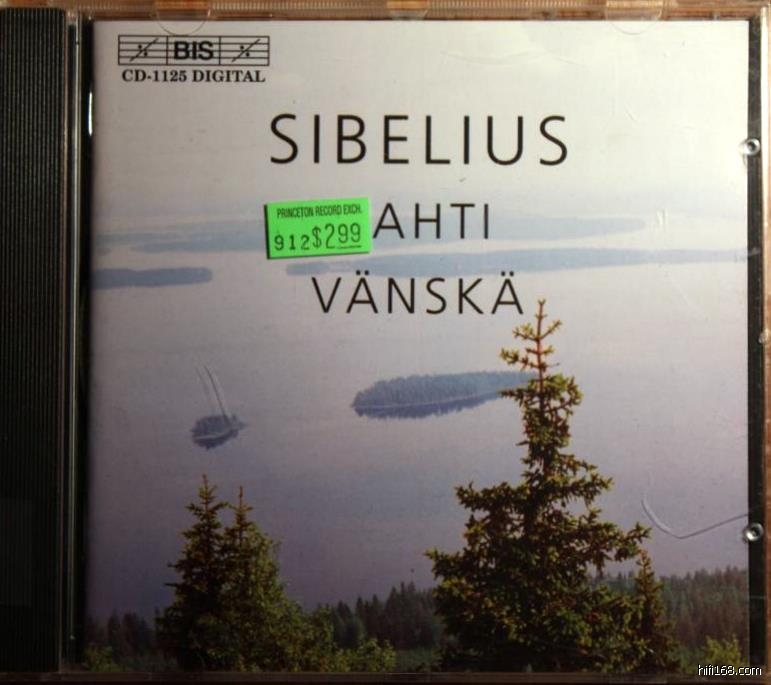 BIS
CD-1125 DIGITAL
SIBELIUS
PRINCETON RECORD EXCH.
912 $2.99
AHTI
VÄNSKÄ
hifi168.com